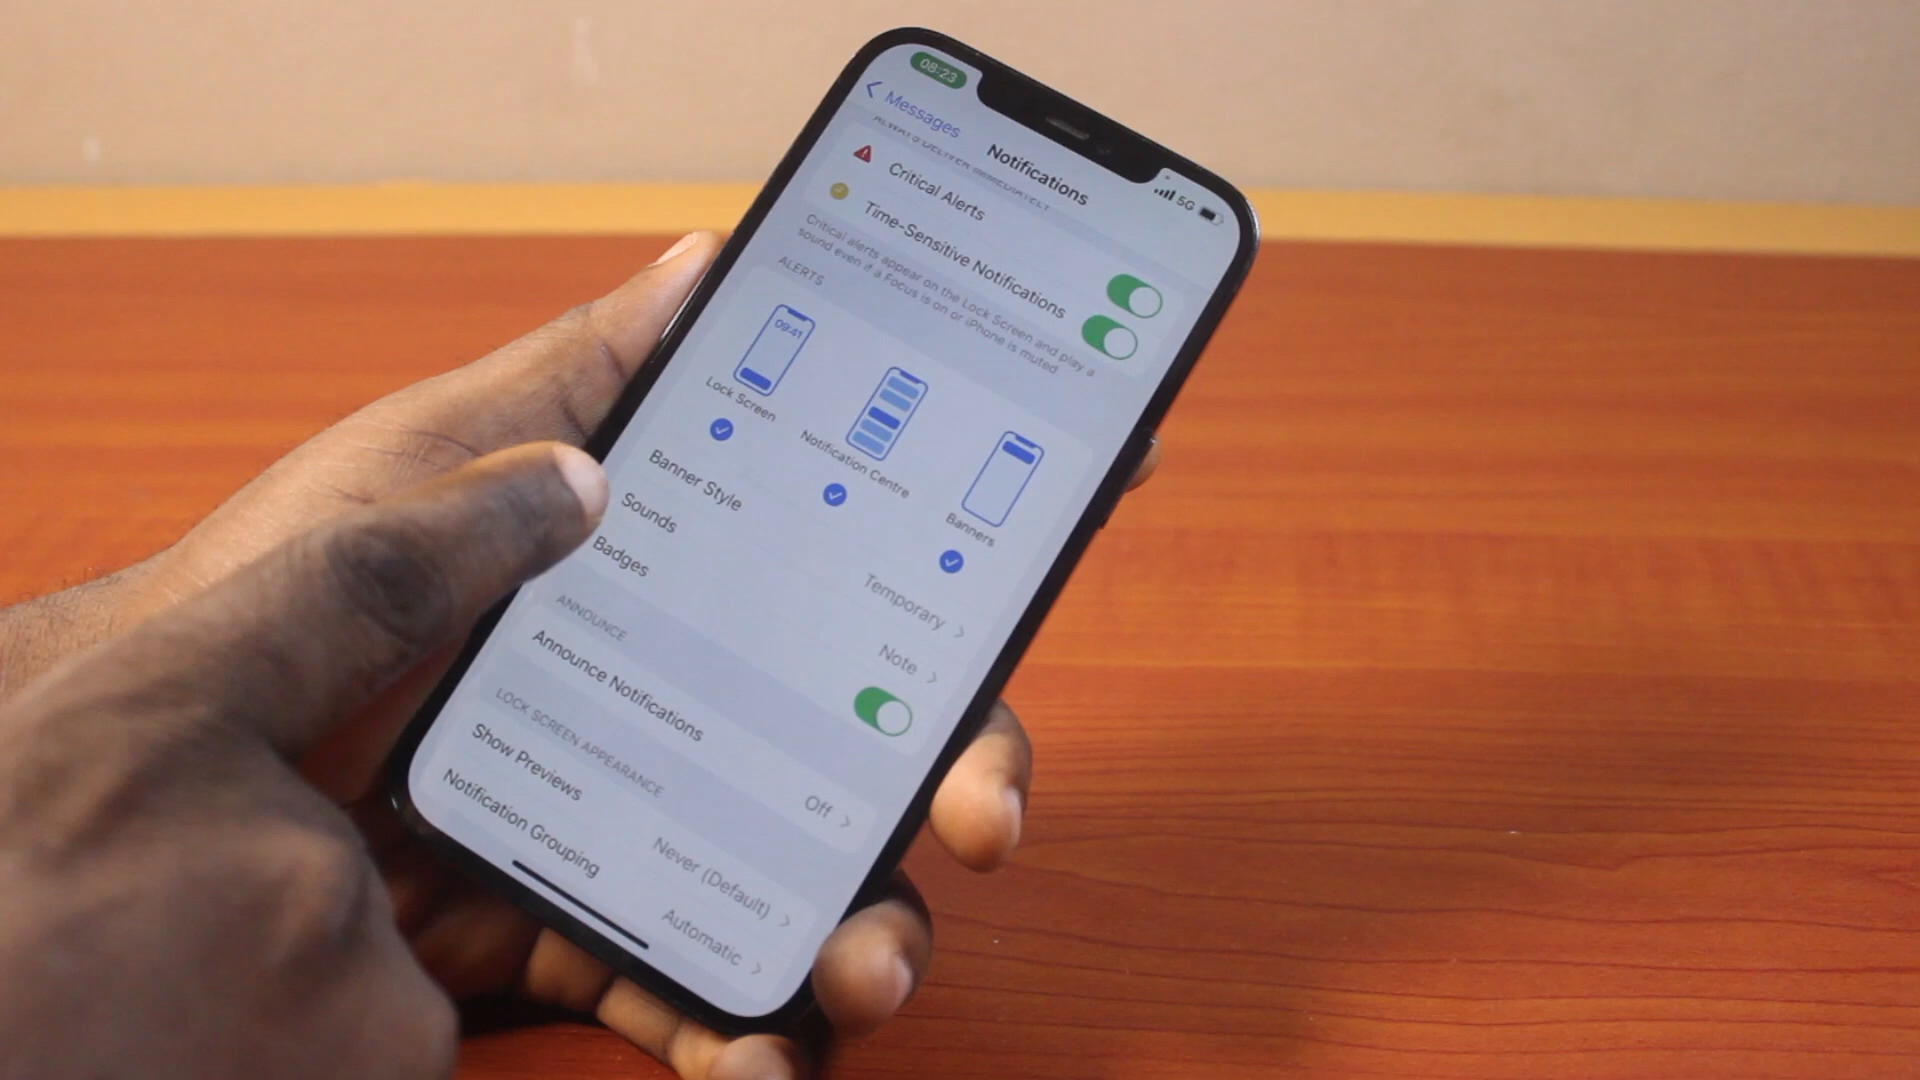 08:23
5G
Messages
Notifications
ALWAYS DELIVER IMMEDIATELY
Critical Alerts
Time-Sensitive Notifications
Critical alerts appear on the Lock Screen and play a
sound even if a Focus is on or iPhone is muted
ALERTS
09:41
Lock Screen
Notification Centre
Banners
Banner Style
Temporary
Sounds
Note
Badges
ANNOUNCE
Announce Notifications
Off
LOCK SCREEN APPEARANCE
Show Previews
Never (Default)
Notification Grouping
Automatic